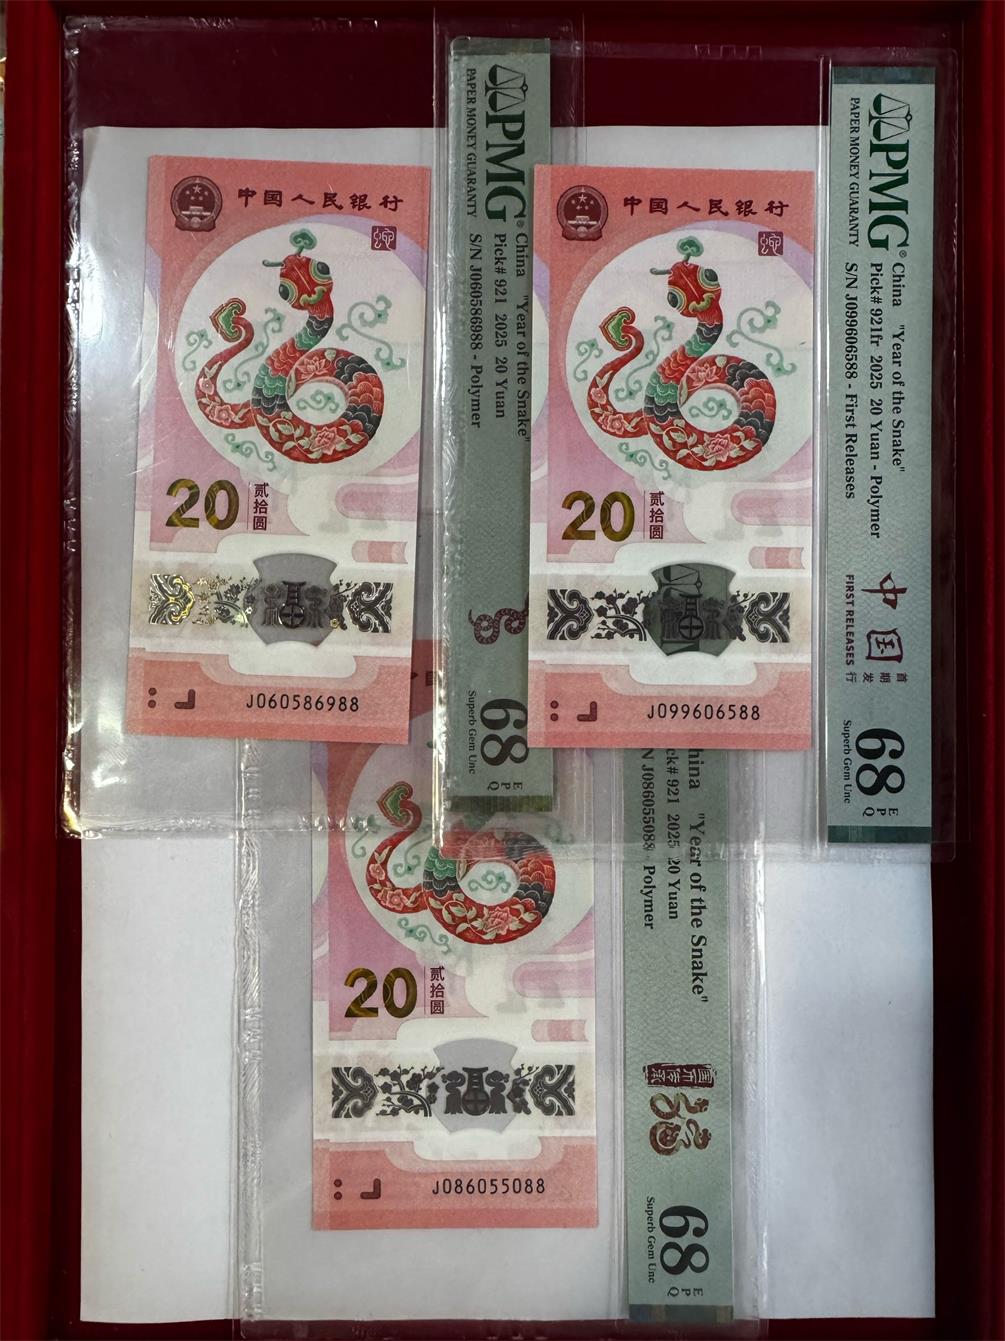 中国人民银行
20
贰拾圆
J060586988
PMG®
PAPER MONEY GUARANTY
China "Year of the Snake"
Pick# 921 2025 20 Yuan
S/N J060586988 - Polymer
68
EPQ
Superb Gem Unc
中国人民银行
20
贰拾圆
J099606588
PMG®
PAPER MONEY GUARANTY
China "Year of the Snake"
Pick# 921fr 2025 20 Yuan - Polymer
S/N J099606588 - First Releases
中国
首期发行
FIRST RELEASES
68
EPQ
Superb Gem Unc
20
贰拾圆
J086055088
hina "Year of the Snake"
ck# 921 2025 20 Yuan
N J086055088 - Polymer
68
EPQ
Superb Gem Unc